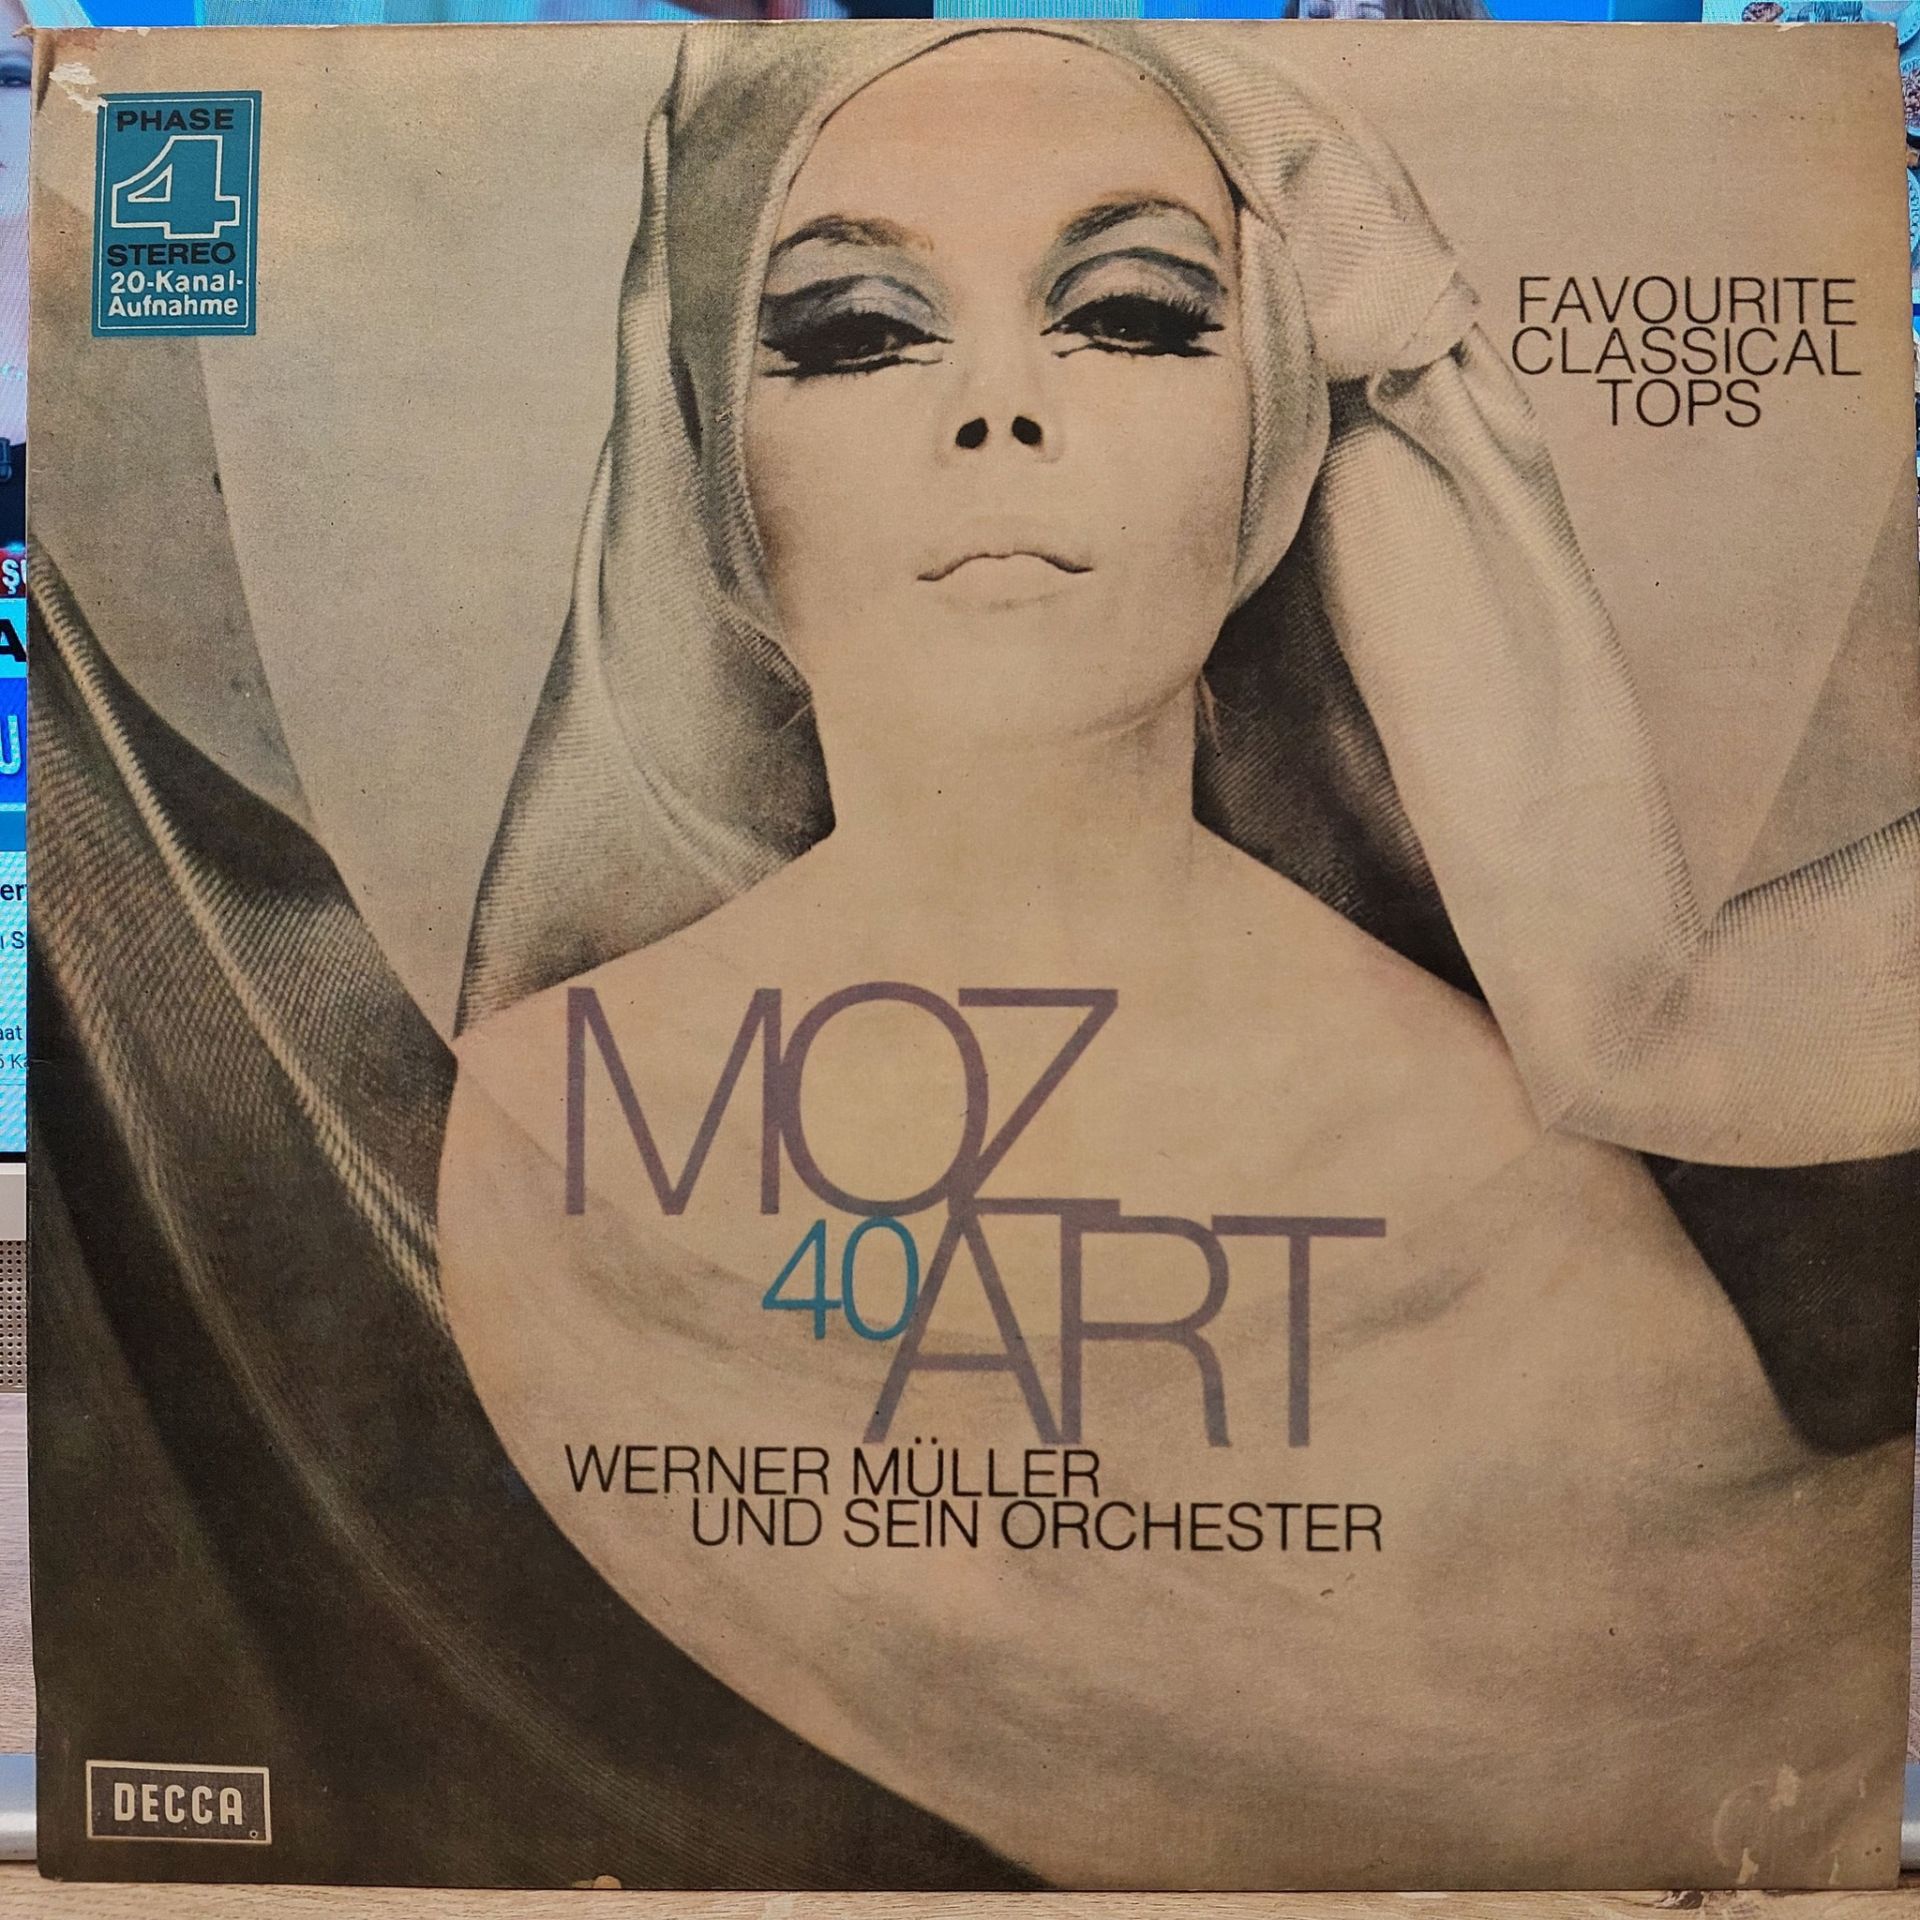 PHASE
4
STEREO
20-Kanal-
Aufnahme
FAVOURITE
CLASSICAL
TOPS
MOZ
40 ART
WERNER MÜLLER
UND SEIN ORCHESTER
DECCA